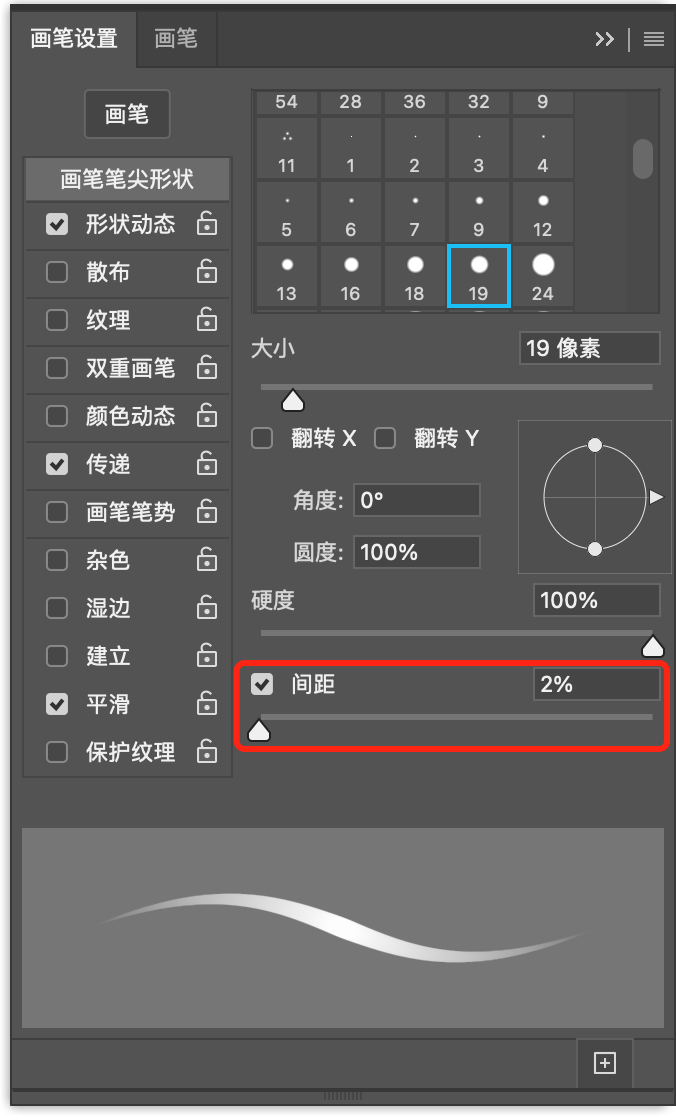 画笔设置 画笔
画笔
画笔笔尖形状
形状动态
散布
纹理
双重画笔
颜色动态
传递
画笔笔势
杂色
湿边
建立
平滑
保护纹理
54 28 36 32 9
11 1 2 3 4
5 6 7 9 12
13 16 18 19 24
大小 19 像素
翻转 X 翻转 Y
角度: 0°
圆度: 100%
硬度 100%
间距 2%